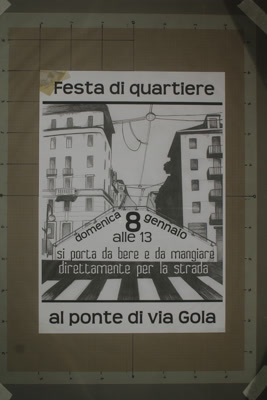 Festa di quartiere
domenica 8 gennaio
alle 13
si porta da bere e da mangiare
direttamente per la strada
al ponte di via Gola